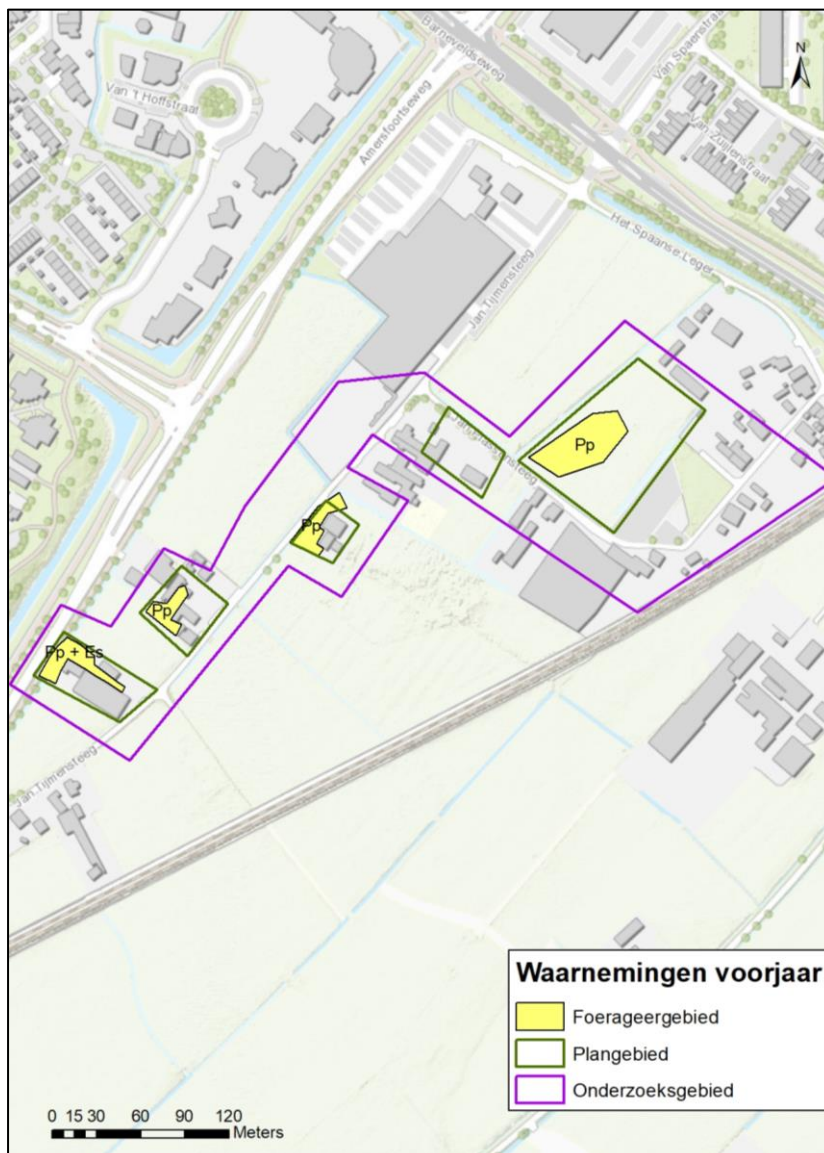 Barneveldseweg
Van Spaenstraat
N
Van 't Hoffstraat
Amersfoortseweg
Van Zuijlenstraat
Het Spaanse Leger
Jan Tijmensteeg
Pp
Pp
Pp
Pp + Es
Jan Tijmensteeg
Waarnemingen voorjaar
Foerageergebied
Plangebied
Onderzoeksgebied
0 15 30 60 90 120
Meters